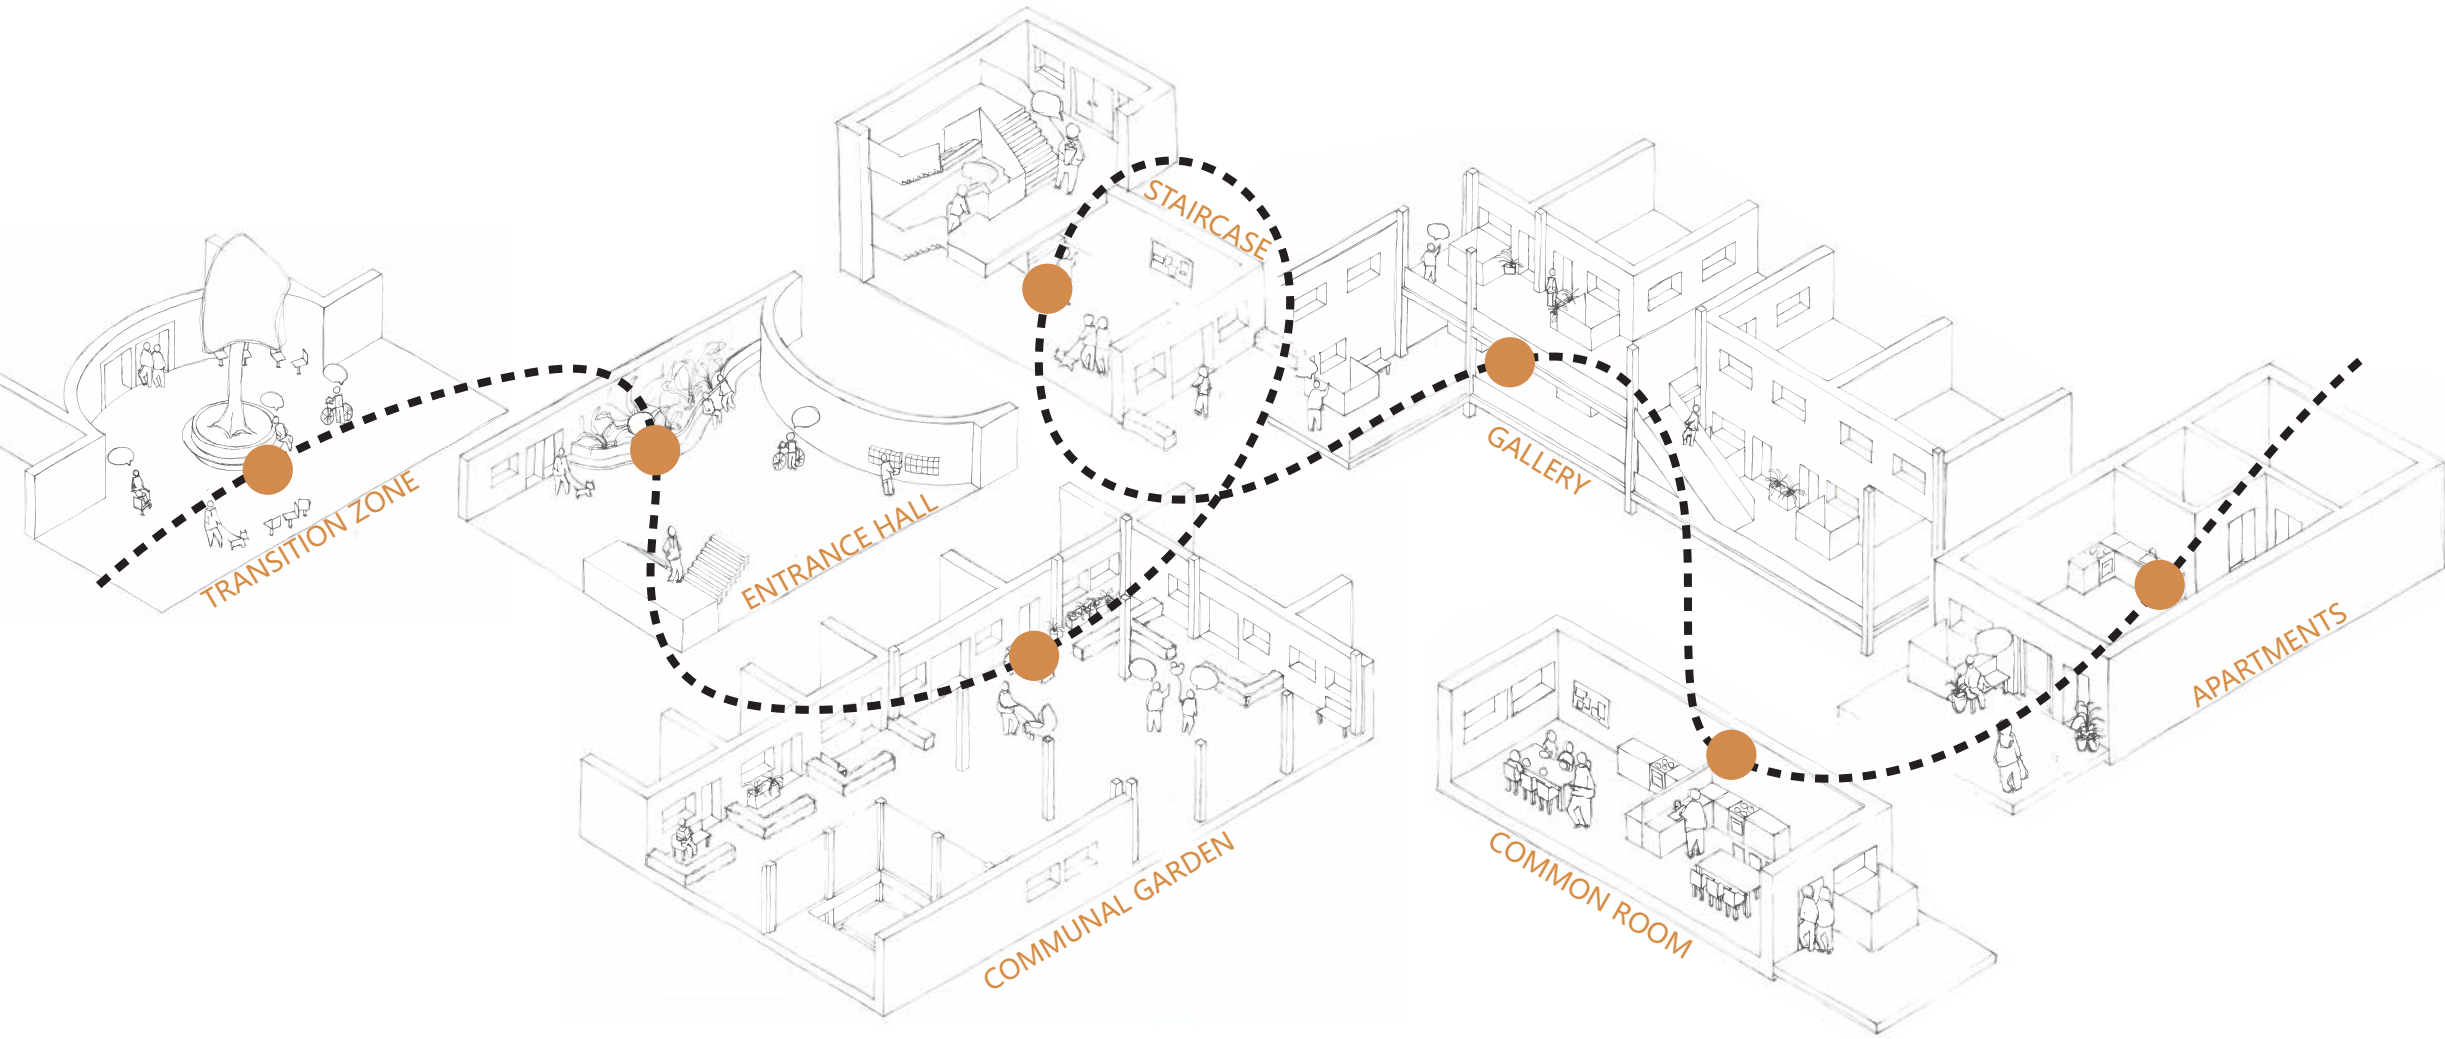 STAIRCASE
TRANSITION ZONE
ENTRANCE HALL
GALLERY
COMMUNAL GARDEN
COMMON ROOM
APARTMENTS